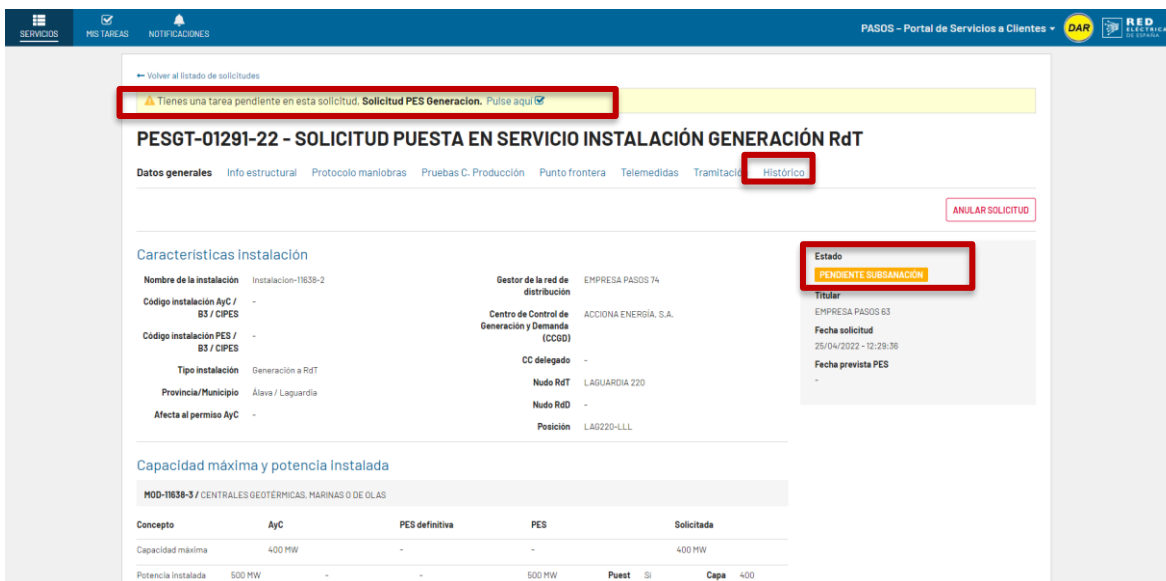 SERVICIOS MIS TAREAS NOTIFICACIONES PASOS - Portal de Servicios a Clientes DAR RED ELÉCTRICA DE ESPAÑA
← Volver al listado de solicitudes
Tienes una tarea pendiente en esta solicitud, Solicitud PES Generacion. Pulse aquí
PESGT-01291-22 - SOLICITUD PUESTA EN SERVICIO INSTALACIÓN GENERACIÓN RdT
Datos generales Info estructural Protocolo maniobras Pruebas C. Producción Punto frontera Telemedidas Tramitación Histórico
ANULAR SOLICITUD
Características instalación
Nombre de la instalación Instalacion-11638-2
Código instalación AyC / B3 / CIPES -
Código instalación PES / B3 / CIPES -
Tipo instalación Generación a RdT
Provincia/Municipio Álava / Laguardia
Afecta al permiso AyC -
Gestor de la red de distribución EMPRESA PASOS 74
Centro de Control de Generación y Demanda (CCGD) ACCIONA ENERGÍA, S.A.
CC delegado -
Nudo RdT LAGUARDIA 220
Nudo RdD -
Posición LAG220-LLL
Estado
PENDIENTE SUBSANACIÓN
Titular
EMPRESA PASOS 63
Fecha solicitud
25/04/2022 - 12:29:36
Fecha prevista PES
-
Capacidad máxima y potencia instalada
MOD-11638-3 / CENTRALES GEOTÉRMICAS, MARINAS O DE OLAS
Concepto AyC PES definitiva PES Solicitada
Capacidad máxima 400 MW - - 400 MW
Potencia instalada 500 MW - - 500 MW Puest Si Capa 400